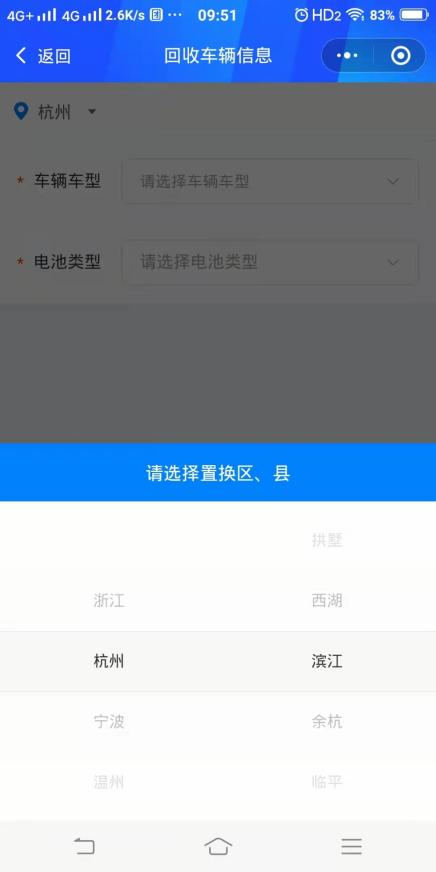 4G+ 4G 2.6K/s ··· 09:51 HD2 83%
返回 回收车辆信息
杭州
* 车辆车型 请选择车辆车型
* 电池类型 请选择电池类型
请选择置换区、县
拱墅
浙江 西湖
杭州 滨江
宁波 余杭
温州 临平